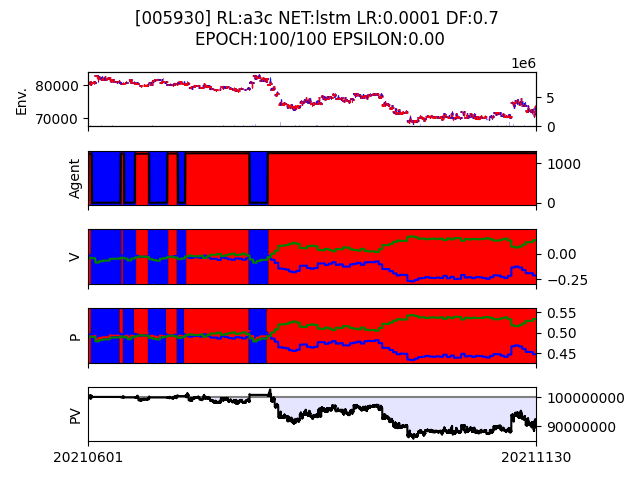 [005930] RL:a3c NET:lstm LR:0.0001 DF:0.7
EPOCH:100/100 EPSILON:0.00
1e6
Env.
80000
70000
5
0
Agent
1000
0
V
0.00
−0.25
P
0.55
0.50
0.45
PV
100000000
90000000
20210601
20211130